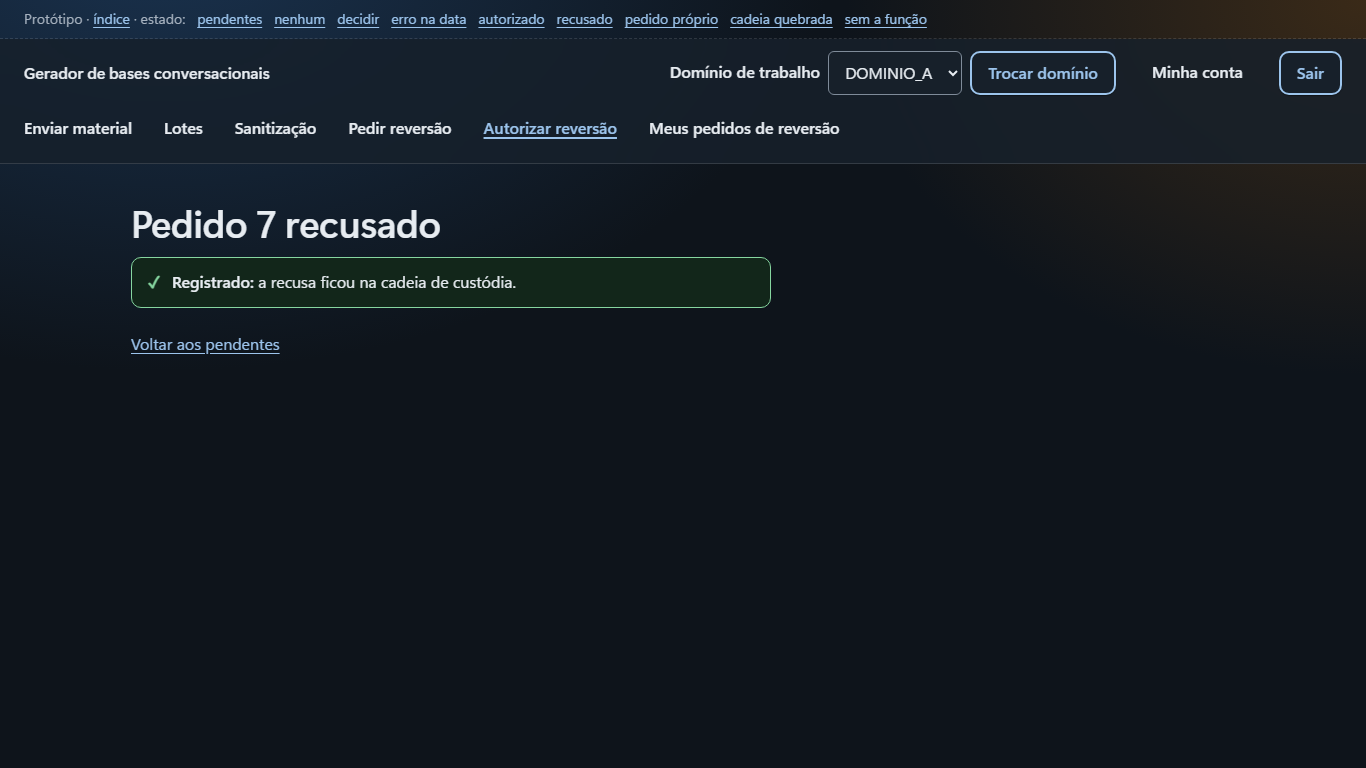 Protótipo · índice · estado: pendentes nenhum decidir erro na data autorizado recusado pedido próprio cadeia quebrada sem a função
Gerador de bases conversacionais Domínio de trabalho DOMINIO_A Trocar domínio Minha conta Sair
Enviar material Lotes Sanitização Pedir reversão Autorizar reversão Meus pedidos de reversão
Pedido 7 recusado
✓ Registrado: a recusa ficou na cadeia de custódia.
Voltar aos pendentes